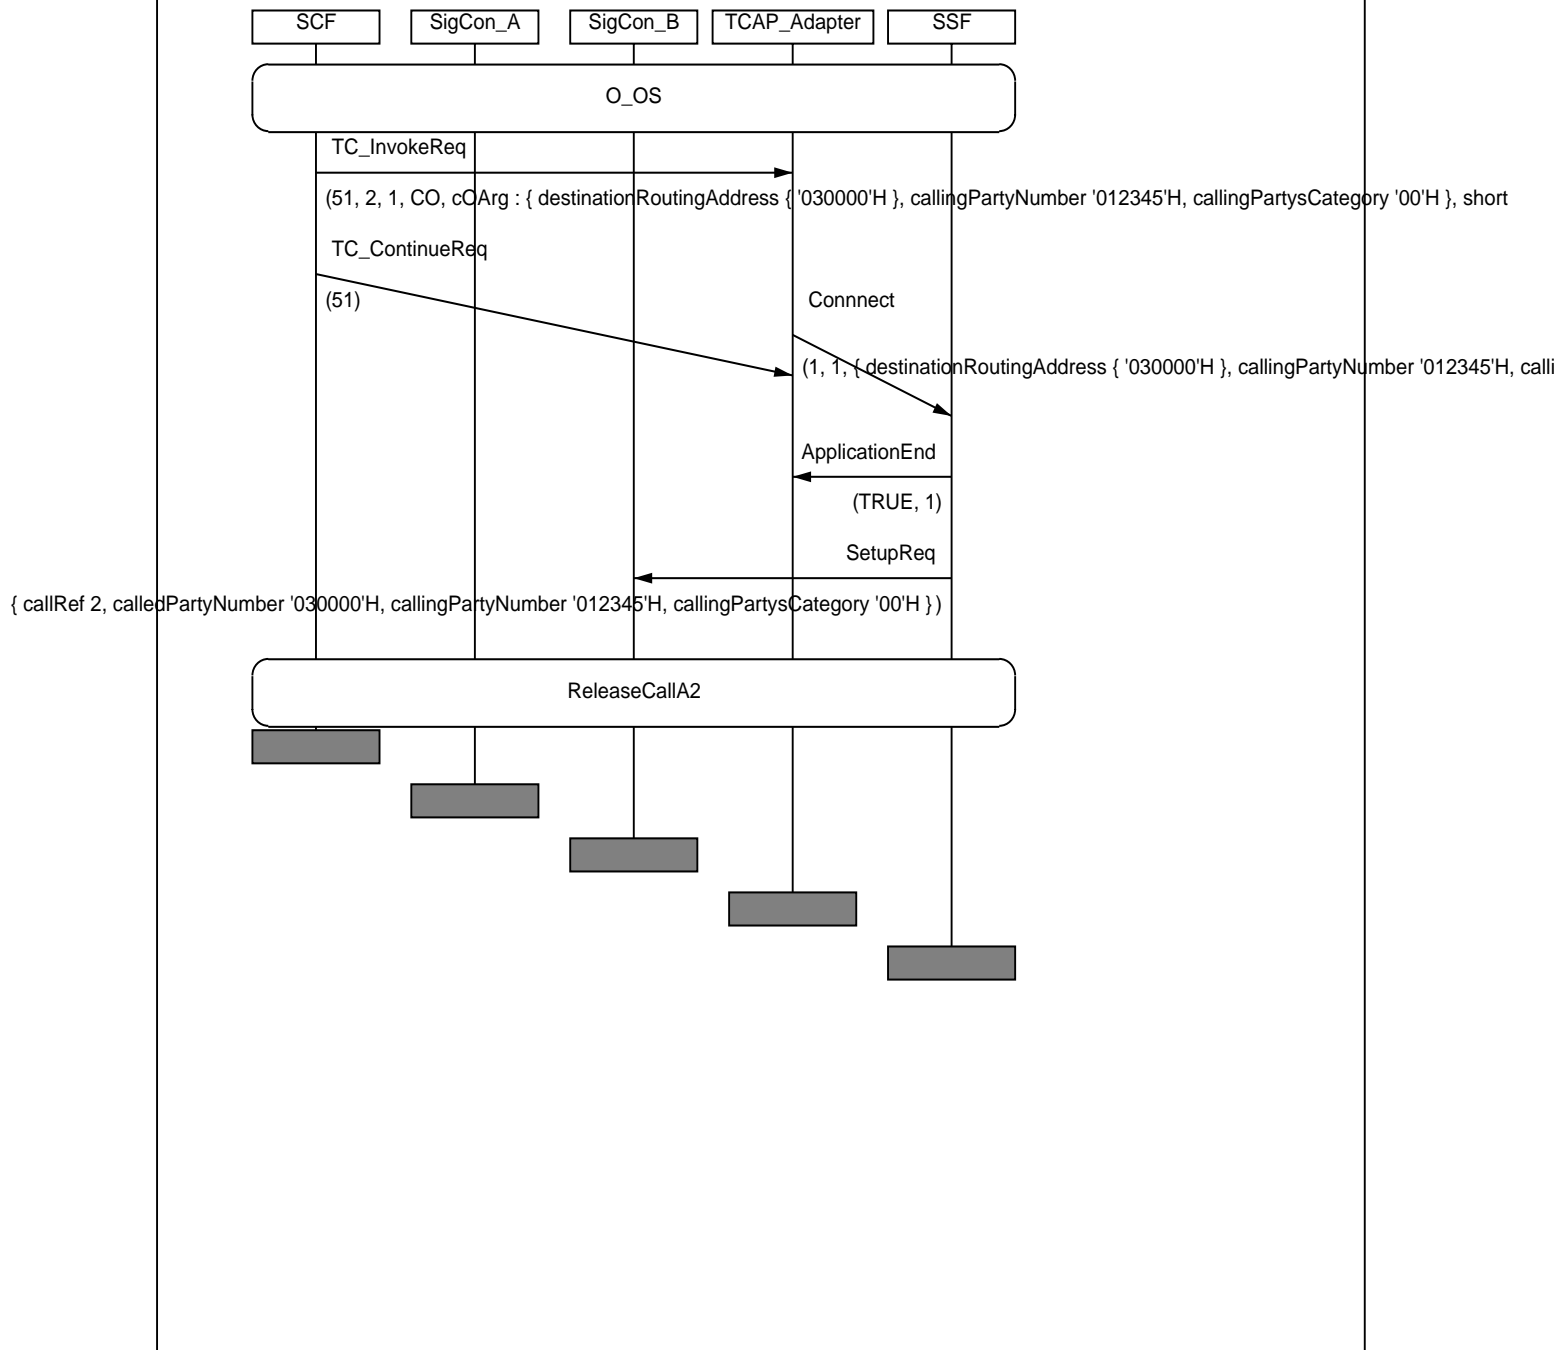 SCF SigCon_A SigCon_B TCAP_Adapter SSF
O_OS
TC_InvokeReq
(51, 2, 1, CO, cOArg : { destinationRoutingAddress { '030000'H }, callingPartyNumber '012345'H, callingPartysCategory '00'H }, short
TC_ContinueReq
(51)
Connnect
(1, 1, { destinationRoutingAddress { '030000'H }, callingPartyNumber '012345'H, calli
ApplicationEnd
(TRUE, 1)
SetupReq
{ callRef 2, calledPartyNumber '030000'H, callingPartyNumber '012345'H, callingPartysCategory '00'H })
ReleaseCallA2